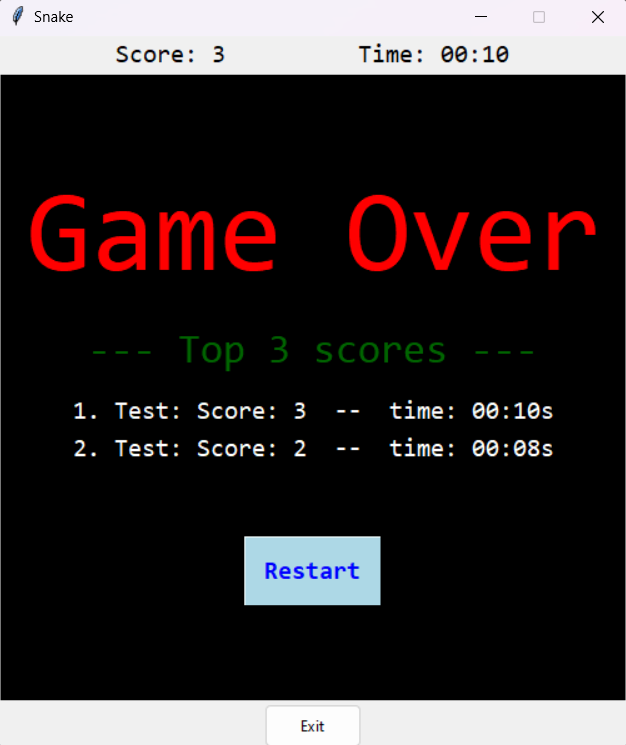 Snake
Score: 3 Time: 00:10
Game Over
--- Top 3 scores ---
1. Test: Score: 3 -- time: 00:10s
2. Test: Score: 2 -- time: 00:08s
Restart
Exit